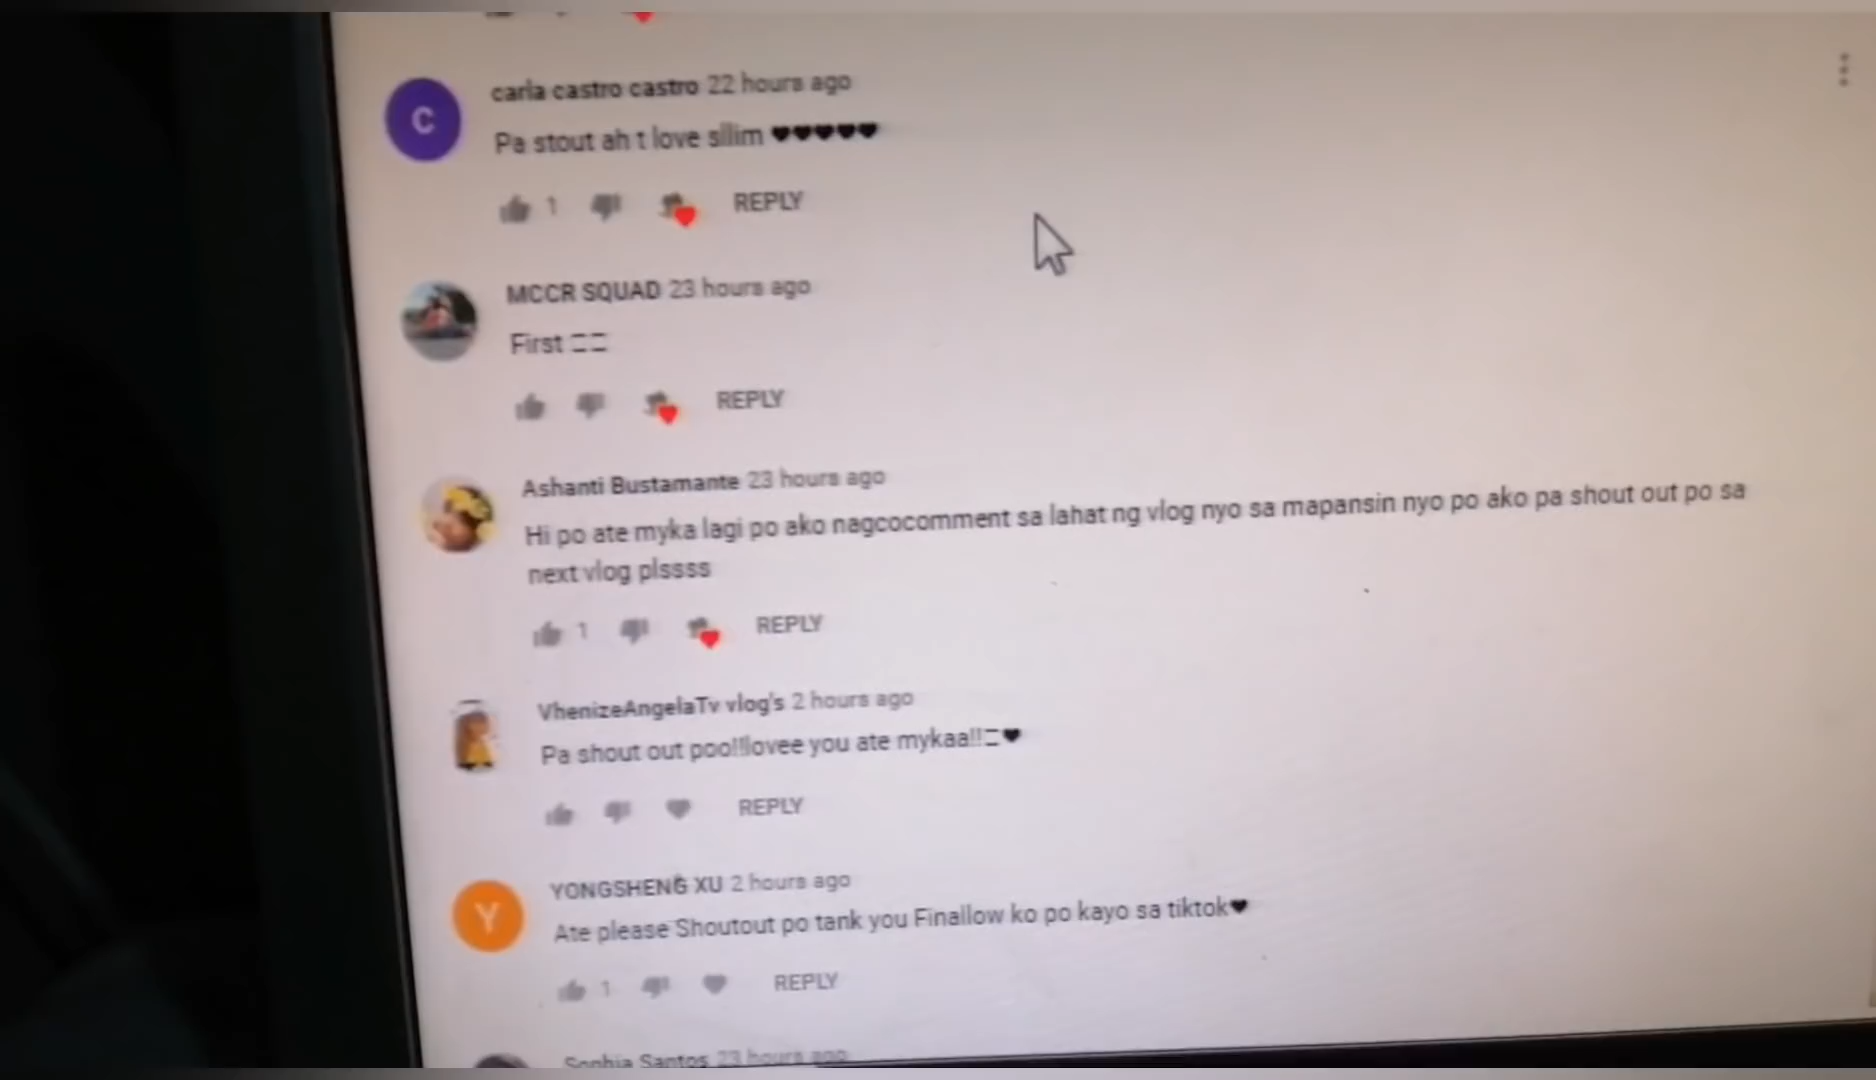 carla castro castro 22 hours ago
C
Pa stout ah t love silim ♥♥♥♥♥
1 REPLY
MCCR SQUAD 23 hours ago
First
REPLY
Ashanti Bustamante 23 hours ago
Hi po ate myka lagi po ako nagcocomment sa lahat ng vlog nyo sa mapansin nyo po ako pa shout out po sa
next vlog plssss
1 REPLY
VhenizeAngelaTv vlog's 2 hours ago
Pa shout out poo!!lovee you ate mykaa!!♥
REPLY
YONGSHENG XU 2 hours ago
Y
Ate please Shoutout po tank you Finallow ko po kayo sa tiktok♥
1 REPLY
Sophia Santos 23 hours ago